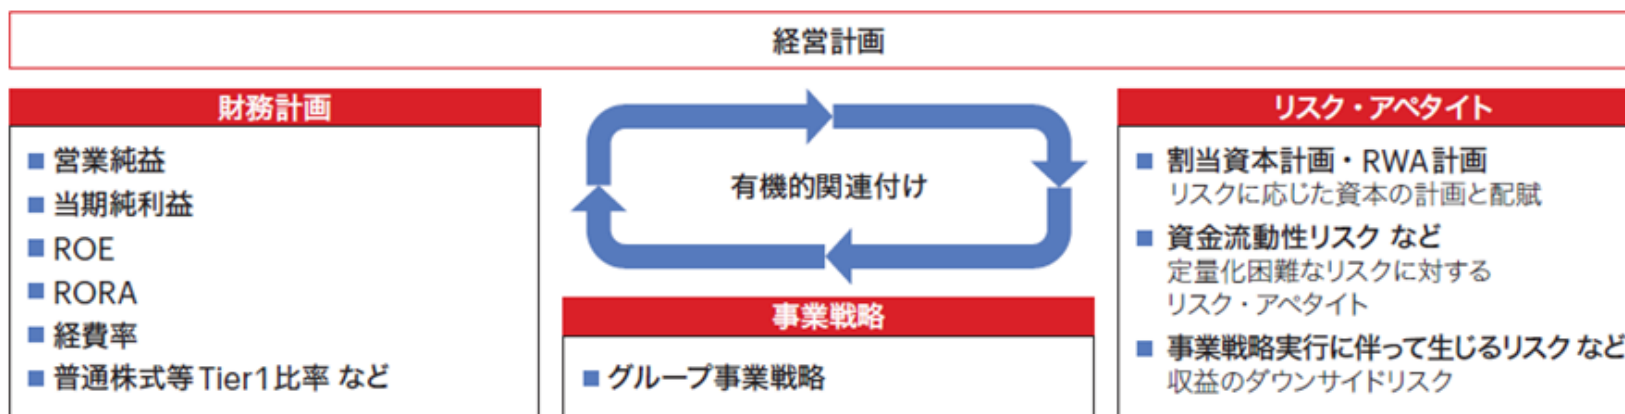 経営計画
財務計画
営業純益
当期純利益
ROE
RORA
経費率
普通株式等Tier1比率 など
有機的関連付け
事業戦略
グループ事業戦略
リスク・アペタイト
割当資本計画・RWA計画
リスクに応じた資本の計画と配賦
資金流動性リスク など
定量化困難なリスクに対する
リスク・アペタイト
事業戦略実行に伴って生じるリスク など
収益のダウンサイドリスク